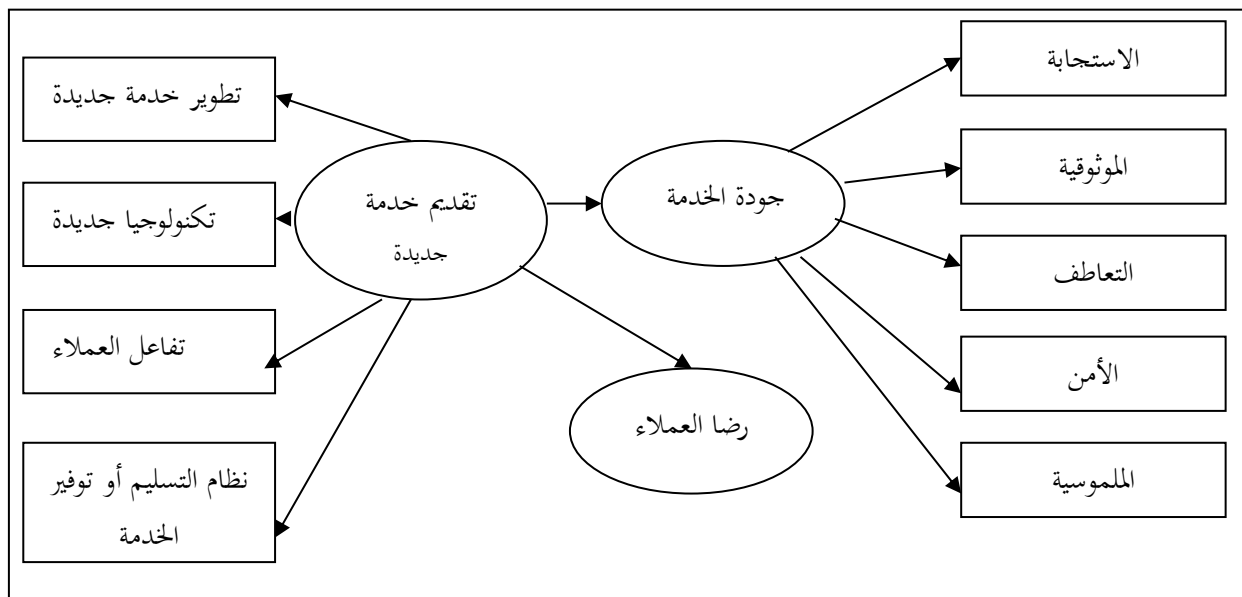 الاستجابة
الموثوقية
التعاطف
الأمن
الملموسية
جودة الخدمة
رضا العملاء
تقديم خدمة
جديدة
تطوير خدمة جديدة
تكنولوجيا جديدة
تفاعل العملاء
نظام التسليم أو توفير
الخدمة